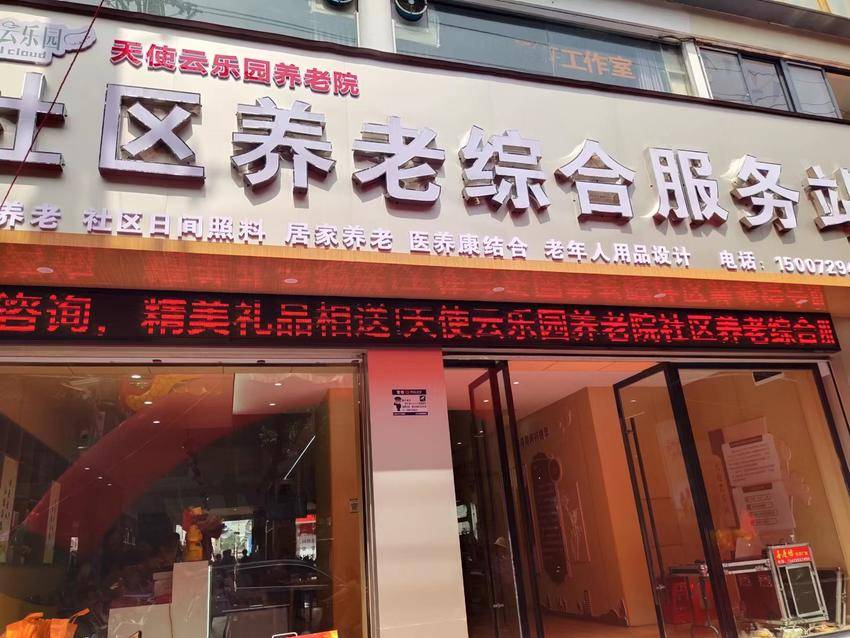 云乐园
cloud
天使云乐园养老院
工作室
社区养老综合服务站
养老 社区日间照料 居家养老 医养康结合 老年人用品设计 电话：15007294
咨询，精美礼品相送！天使云乐园养老院社区养老综合服